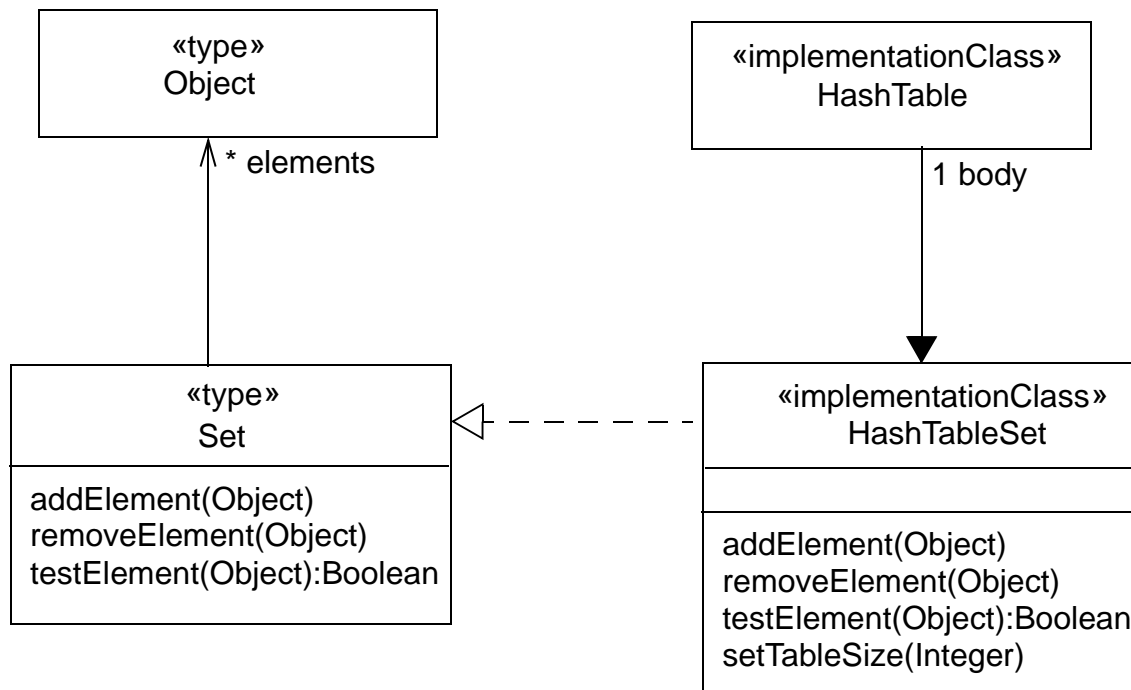 «type»
Object
* elements
«type»
Set
addElement(Object)
removeElement(Object)
testElement(Object):Boolean
«implementationClass»
HashTable
1 body
«implementationClass»
HashTableSet
addElement(Object)
removeElement(Object)
testElement(Object):Boolean
setTableSize(Integer)